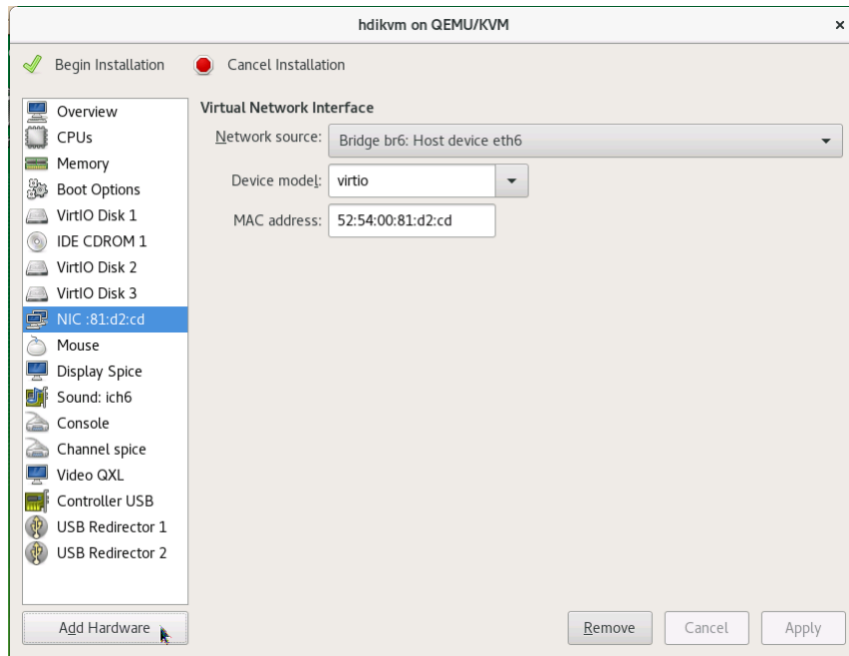 hdikvm on QEMU/KVM
Begin Installation
Cancel Installation
Overview
CPUs
Memory
Boot Options
VirtIO Disk 1
IDE CDROM 1
VirtIO Disk 2
VirtIO Disk 3
NIC :81:d2:cd
Mouse
Display Spice
Sound: ich6
Console
Channel spice
Video QXL
Controller USB
USB Redirector 1
USB Redirector 2
Add Hardware
Virtual Network Interface
Network source: Bridge br6: Host device eth6
Device model: virtio
MAC address: 52:54:00:81:d2:cd
Remove Cancel Apply